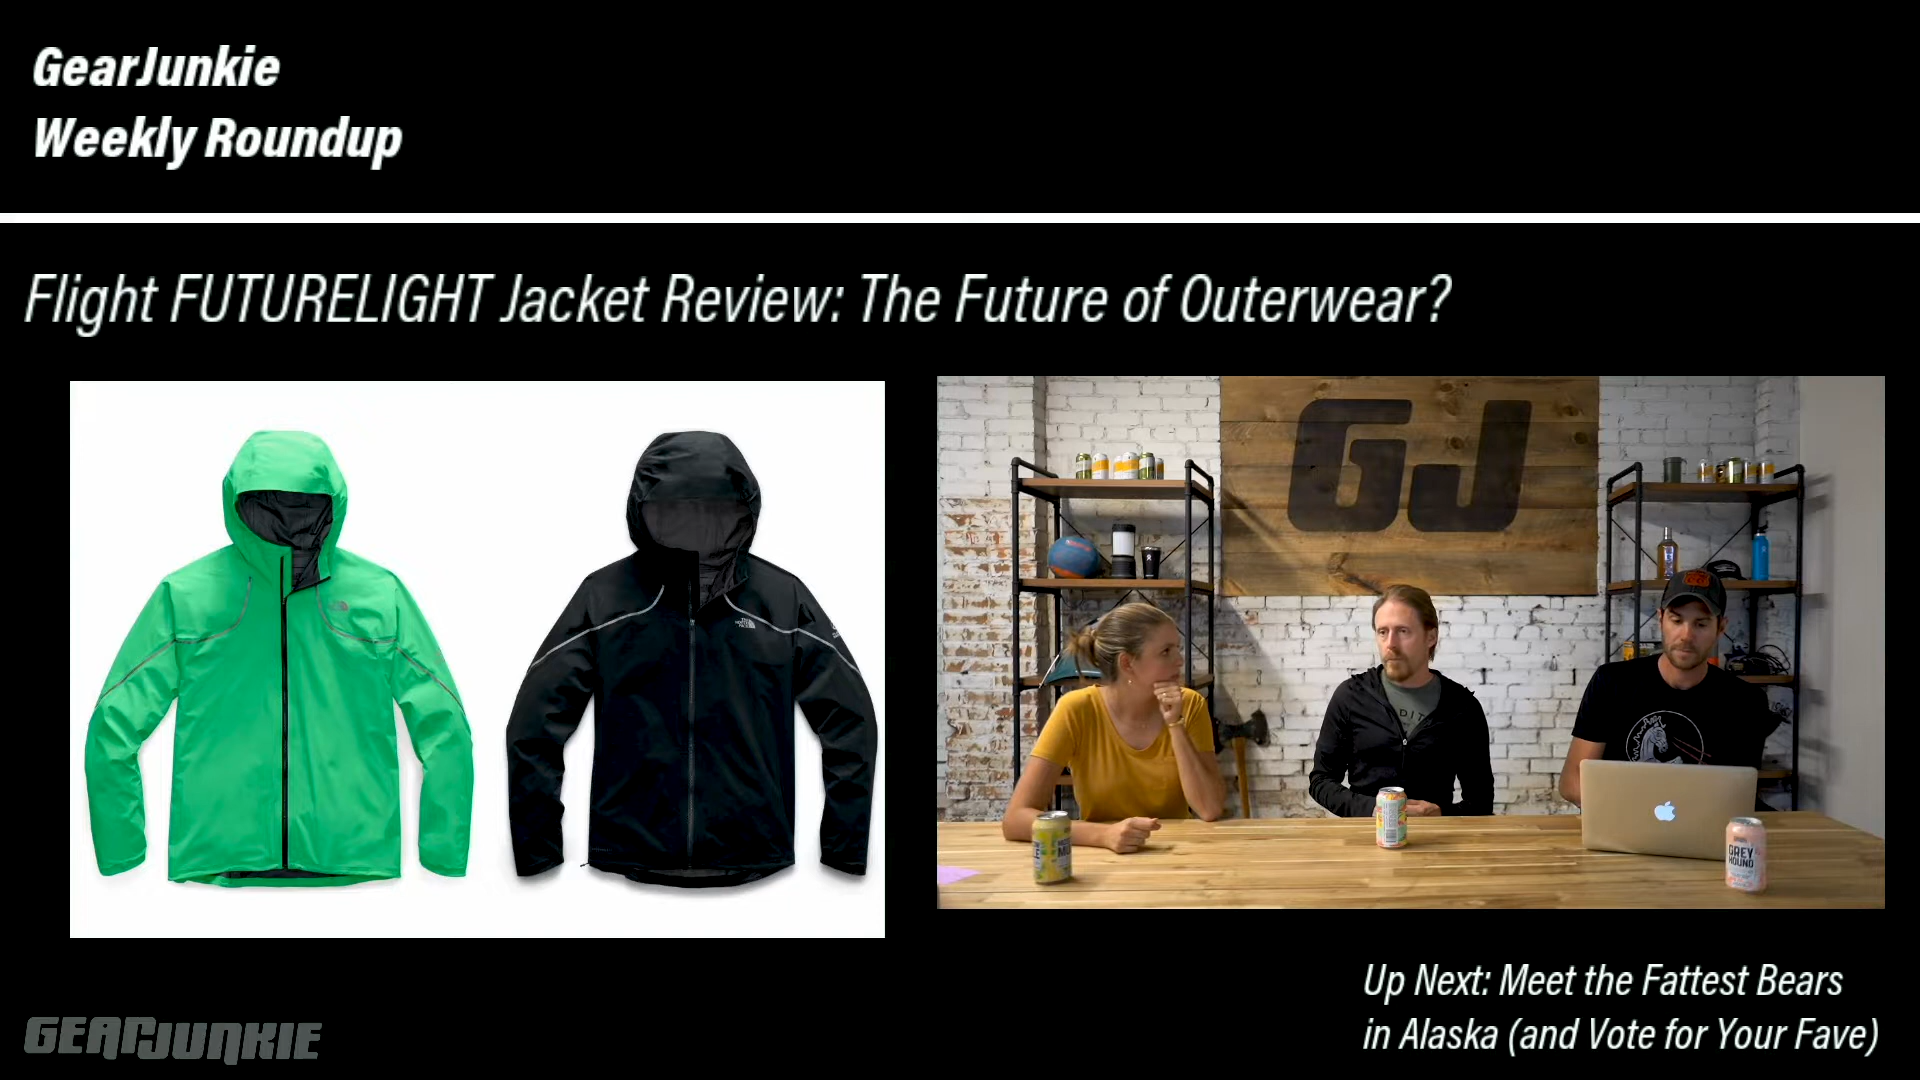 GearJunkie
Weekly Roundup
Flight FUTURELIGHT Jacket Review: The Future of Outerwear?
GJ
GREY
HOUND
Up Next: Meet the Fattest Bears
in Alaska (and Vote for Your Fave)
GEARJUNKIE